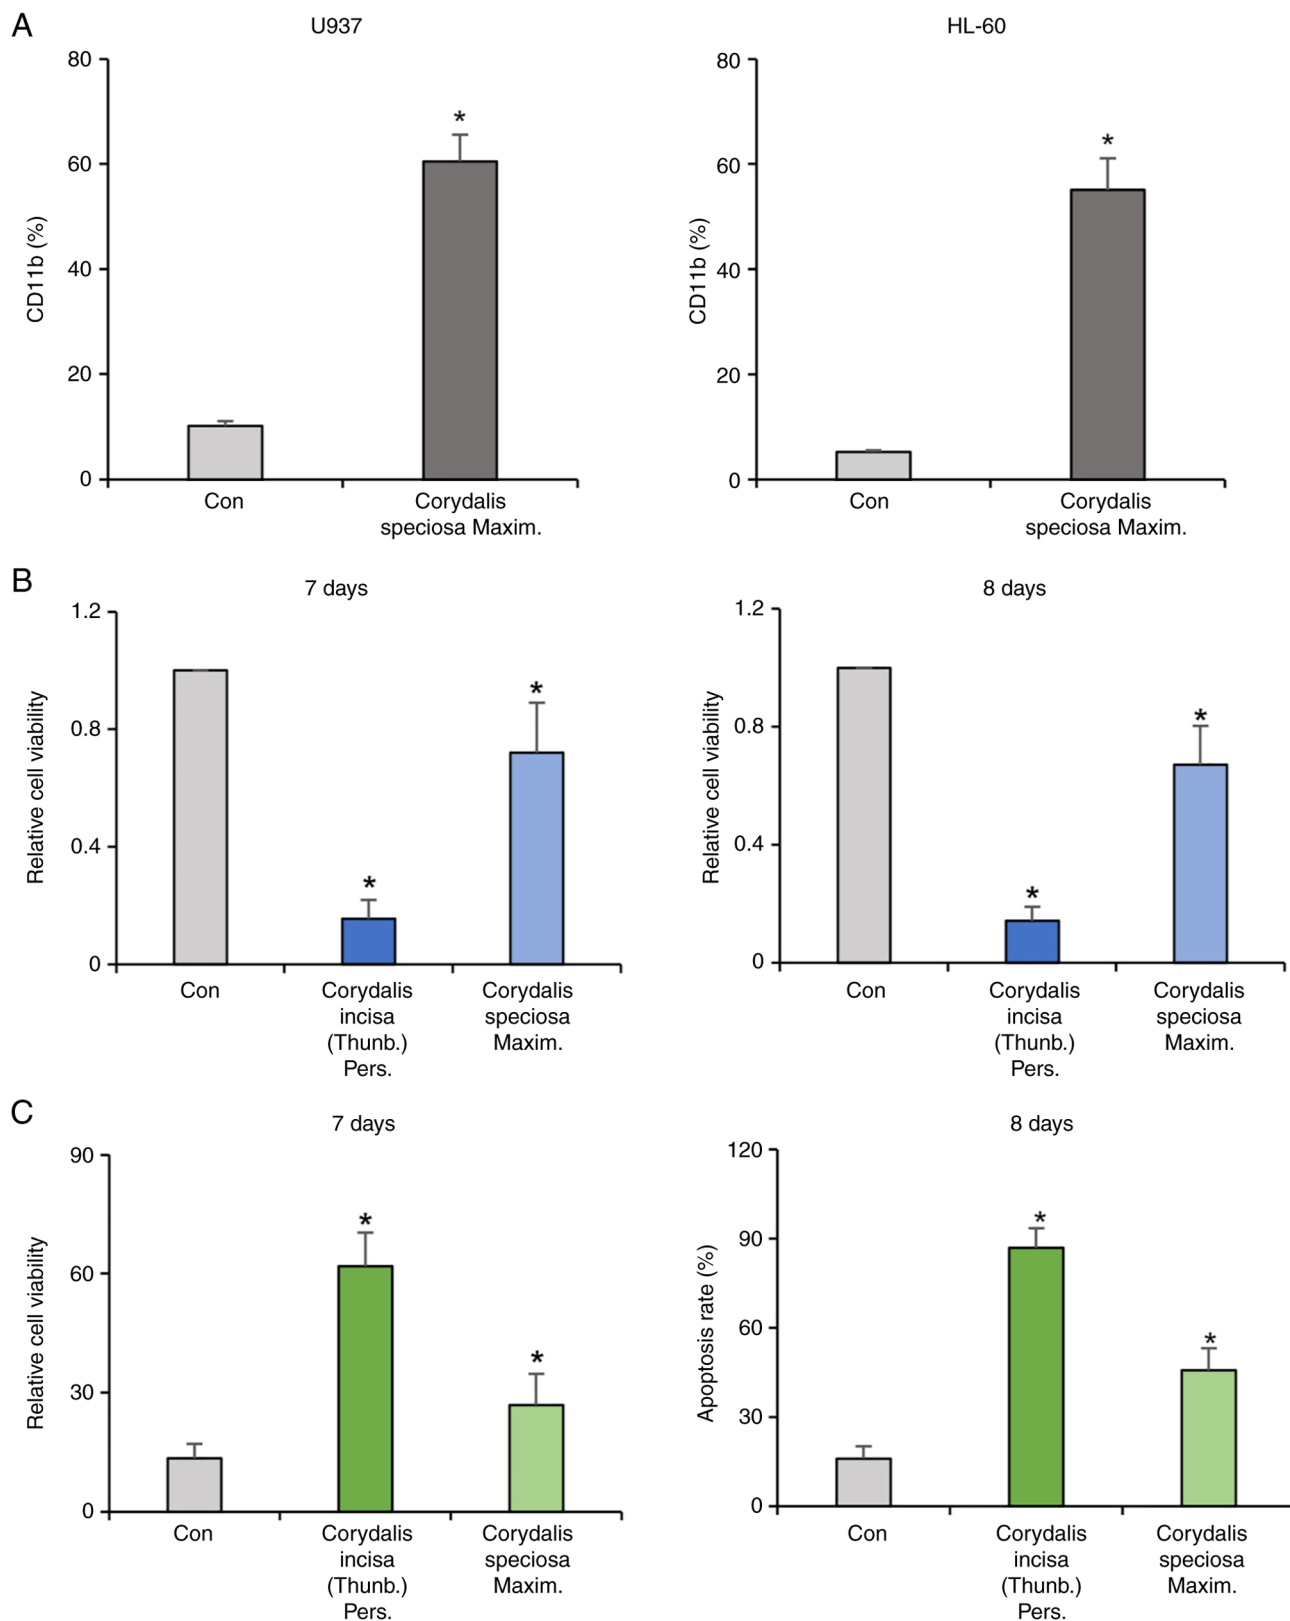 A
U937
HL-60
80
60
40
20
0
CD11b (%)
*
Con
Corydalis
speciosa Maxim.
80
60
40
20
0
CD11b (%)
*
Con
Corydalis
speciosa Maxim.
B
7 days
1.2
0.8
0.4
0
Relative cell viability
*
*
Con
Corydalis
incisa
(Thunb.)
Pers.
Corydalis
speciosa
Maxim.
8 days
1.2
0.8
0.4
0
Relative cell viability
*
*
Con
Corydalis
incisa
(Thunb.)
Pers.
Corydalis
speciosa
Maxim.
C
7 days
90
60
30
0
Relative cell viability
*
*
Con
Corydalis
incisa
(Thunb.)
Pers.
Corydalis
speciosa
Maxim.
8 days
120
90
60
30
0
Apoptosis rate (%)
*
*
Con
Corydalis
incisa
(Thunb.)
Pers.
Corydalis
speciosa
Maxim.